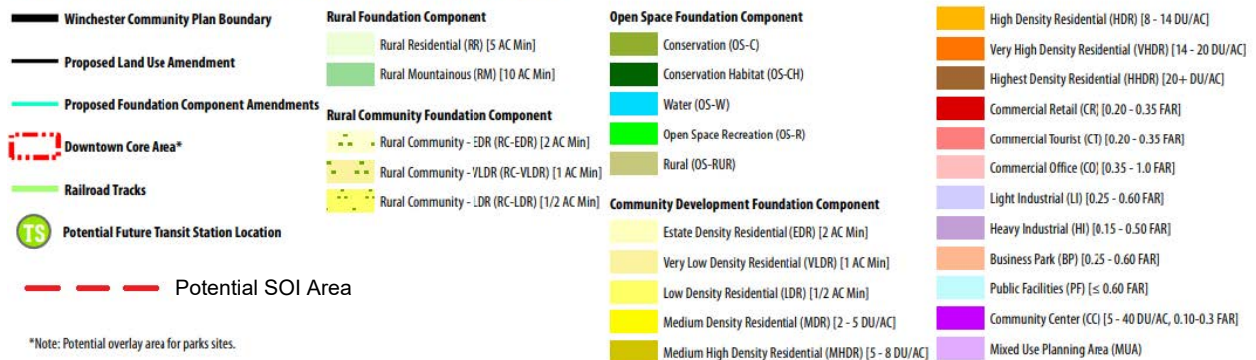 Winchester Community Plan Boundary
Proposed Land Use Amendment
Proposed Foundation Component Amendments
Downtown Core Area*
Railroad Tracks
TS
Potential Future Transit Station Location
Potential SOI Area
*Note: Potential overlay area for parks sites.
Rural Foundation Component
Rural Residential (RR) [5 AC Min]
Rural Mountainous (RM) [10 AC Min]
Rural Community Foundation Component
Rural Community - EDR (RC-EDR) [2 AC Min]
Rural Community - VLDR (RC-VLDR) [1 AC Min]
Rural Community - LDR (RC-LDR) [1/2 AC Min]
Open Space Foundation Component
Conservation (OS-C)
Conservation Habitat (OS-CH)
Water (OS-W)
Open Space Recreation (OS-R)
Rural (OS-RUR)
Community Development Foundation Component
Estate Density Residential (EDR) [2 AC Min]
Very Low Density Residential (VLDR) [1 AC Min]
Low Density Residential (LDR) [1/2 AC Min]
Medium Density Residential (MDR) [2 - 5 DU/AC]
Medium High Density Residential (MHDR) [5 - 8 DU/AC]
High Density Residential (HDR) [8 - 14 DU/AC]
Very High Density Residential (VHDR) [14 - 20 DU/AC]
Highest Density Residential (HHDR) [20+ DU/AC]
Commercial Retail (CR) [0.20 - 0.35 FAR]
Commercial Tourist (CT) [0.20 - 0.35 FAR]
Commercial Office (CO) [0.35 - 1.0 FAR]
Light Industrial (LI) [0.25 - 0.60 FAR]
Heavy Industrial (HI) [0.15 - 0.50 FAR]
Business Park (BP) [0.25 - 0.60 FAR]
Public Facilities (PF) [≤ 0.60 FAR]
Community Center (CC) [5 - 40 DU/AC, 0.10-0.3 FAR]
Mixed Use Planning Area (MUA)